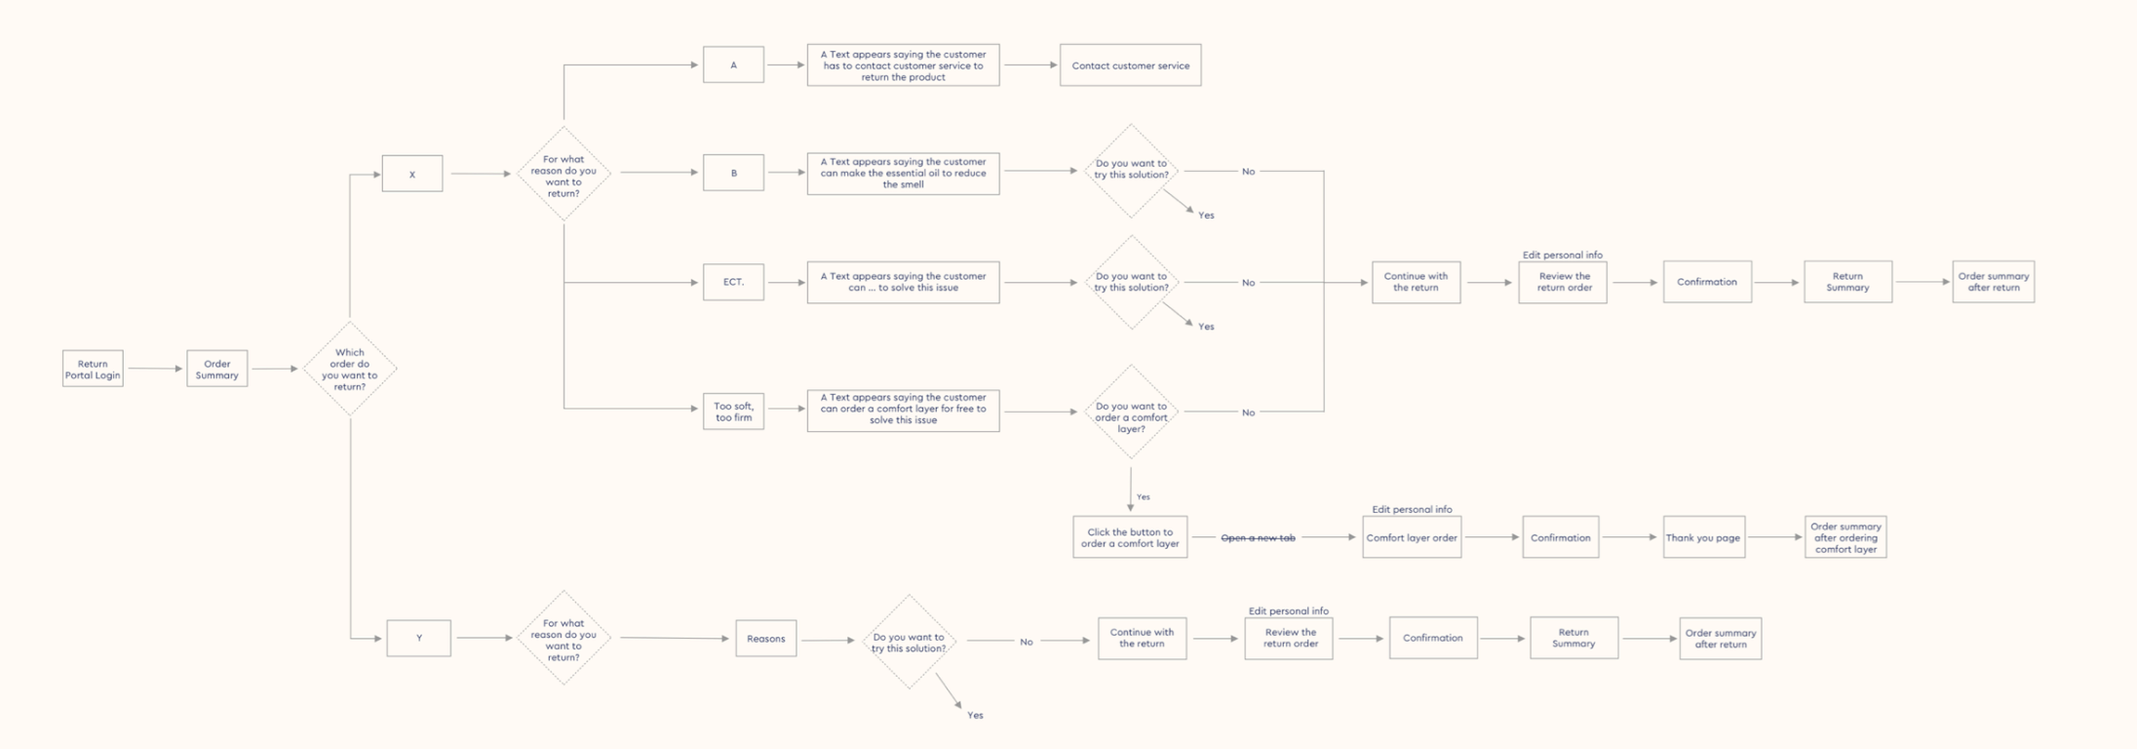 A
A Text appears saying the customer
has to contact customer service to
return the product
Contact customer service
X
For what
reason do you
want to
return?
B
A Text appears saying the customer
can make the essential oil to reduce
the smell
Do you want to
try this solution?
No
Yes
ECT.
A Text appears saying the customer
can ... to solve this issue
Do you want to
try this solution?
No
Yes
Continue with
the return
Edit personal info
Review the
return order
Confirmation
Return
Summary
Order summary
after return
Return
Portal Login
Order
Summary
Which
order do
you want to
return?
Too soft,
too firm
A Text appears saying the customer
can order a comfort layer for free to
solve this issue
Do you want to
order a comfort
layer?
No
Yes
Click the button to
order a comfort layer
Open a new tab
Edit personal info
Comfort layer order
Confirmation
Thank you page
Order summary
after ordering
comfort layer
Y
For what
reason do you
want to
return?
Reasons
Do you want to
try this solution?
No
Yes
Continue with
the return
Edit personal info
Review the
return order
Confirmation
Return
Summary
Order summary
after return